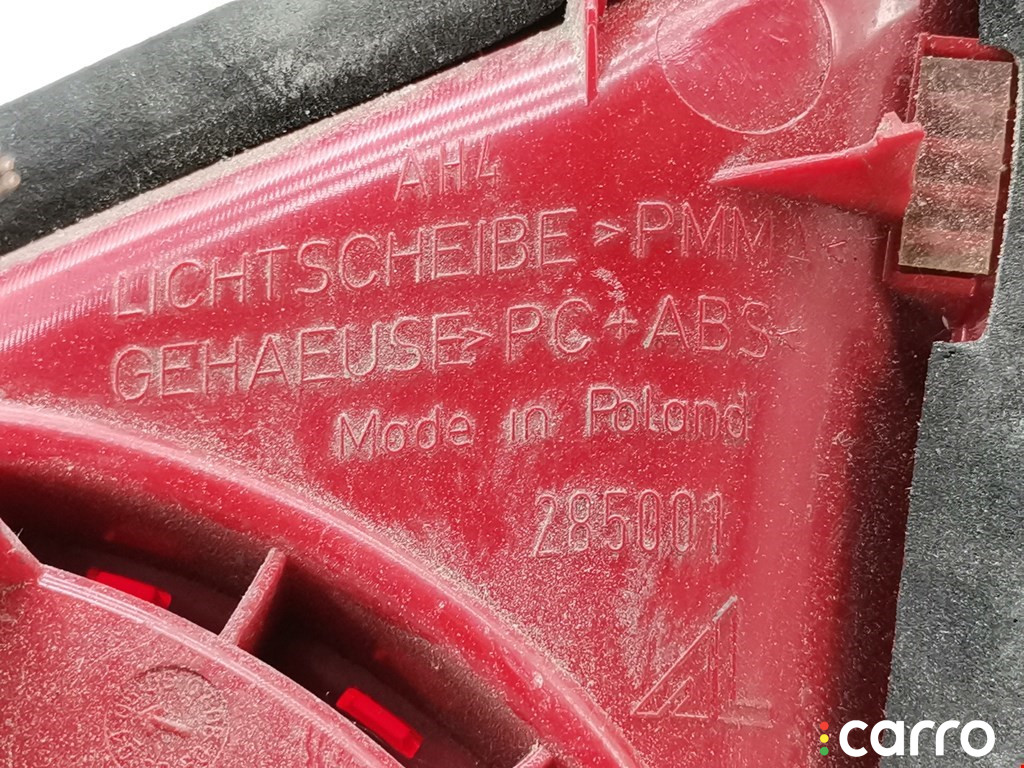 AH4
LICHTSCHEIBE >PMMA<
GEHAEUSE >PC+ABS<
Made in Poland
285001
carro